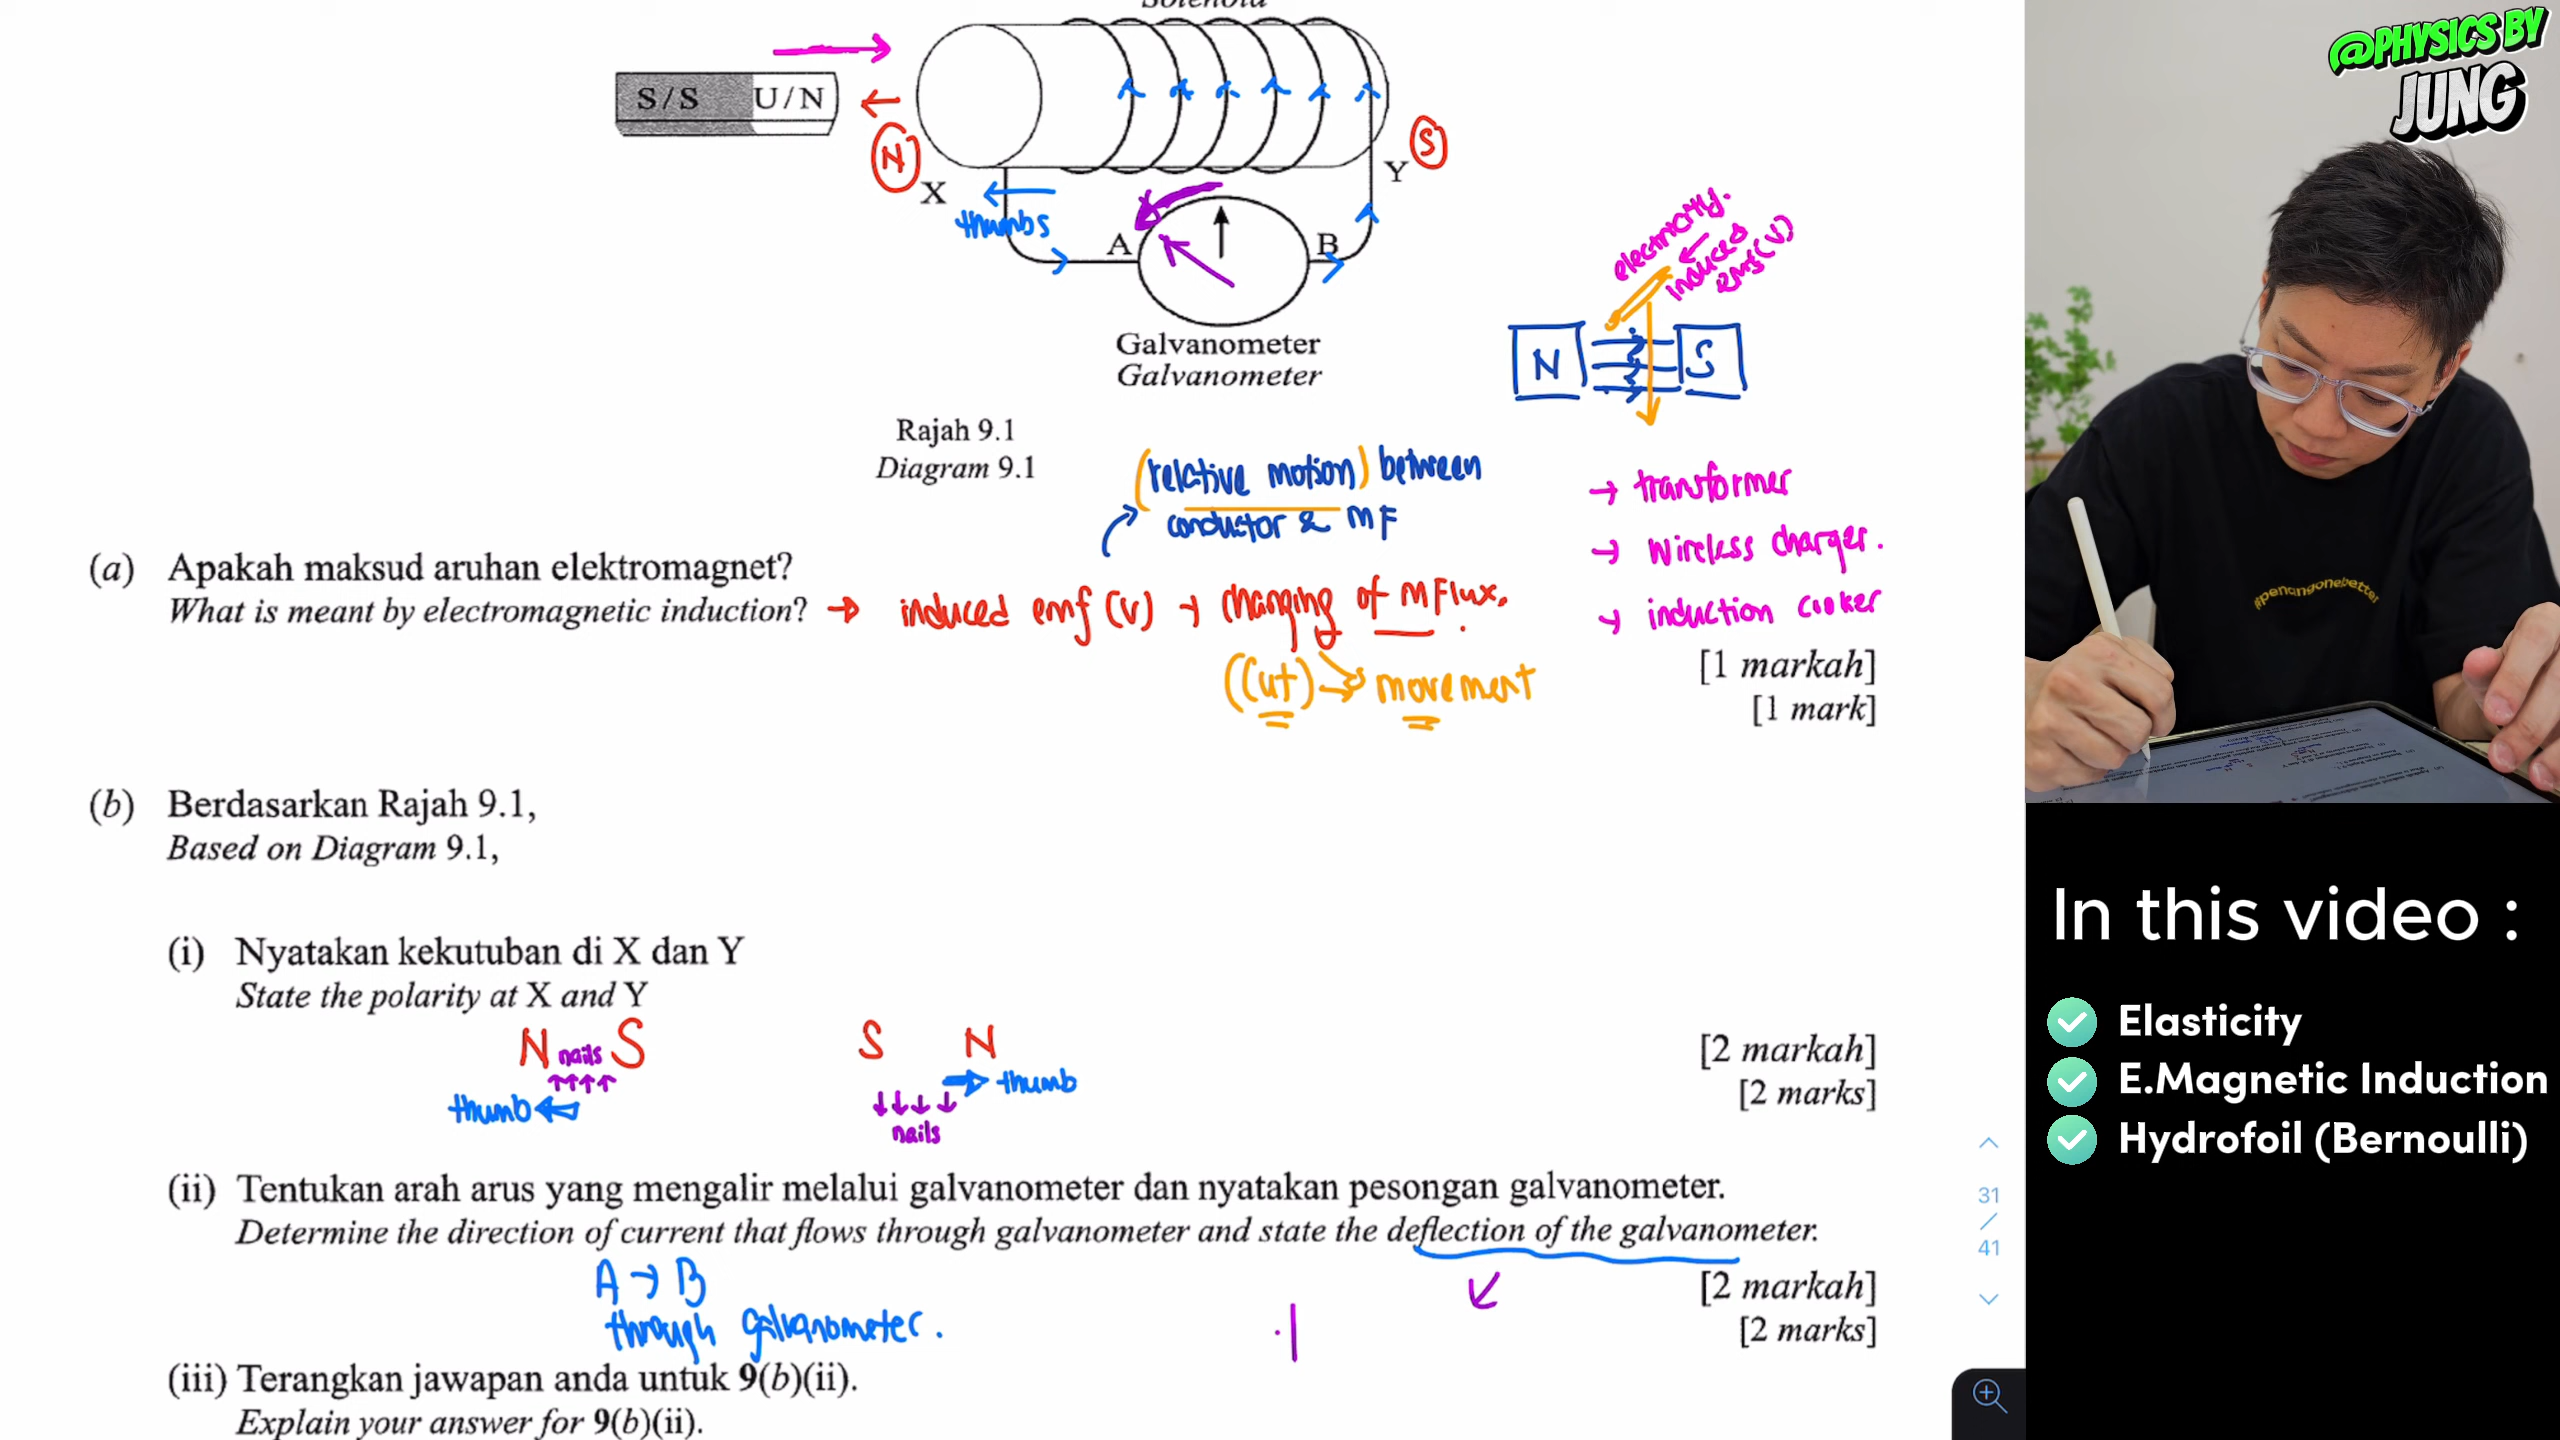 Solenoid
@PHYSICS BY
JUNG
S/S U/N
N
X
thumbs
Y
S
A
B
Galvanometer
Galvanometer
electricity.
induced
emf(V)
N
S
Rajah 9.1
Diagram 9.1
(relative motion) between
conductor & MF
→ transformer
→ wireless charger.
→ induction cooker
(a) Apakah maksud aruhan elektromagnet?
What is meant by electromagnetic induction? → induced emf (V) → changing of M Flux.
(cut) → movement
[1 markah]
[1 mark]
#penangonebetter
(b) Berdasarkan Rajah 9.1,
Based on Diagram 9.1,
(i) Nyatakan kekutuban di X dan Y
State the polarity at X and Y
N nails S
thumb
S N
thumb
nails
[2 markah]
[2 marks]
(ii) Tentukan arah arus yang mengalir melalui galvanometer dan nyatakan pesongan galvanometer.
Determine the direction of current that flows through galvanometer and state the deflection of the galvanometer.
A → B
through galvanometer.
[2 markah]
[2 marks]
(iii) Terangkan jawapan anda untuk 9(b)(ii).
Explain your answer for 9(b)(ii).
31
/
41
In this video :
Elasticity
E.Magnetic Induction
Hydrofoil (Bernoulli)